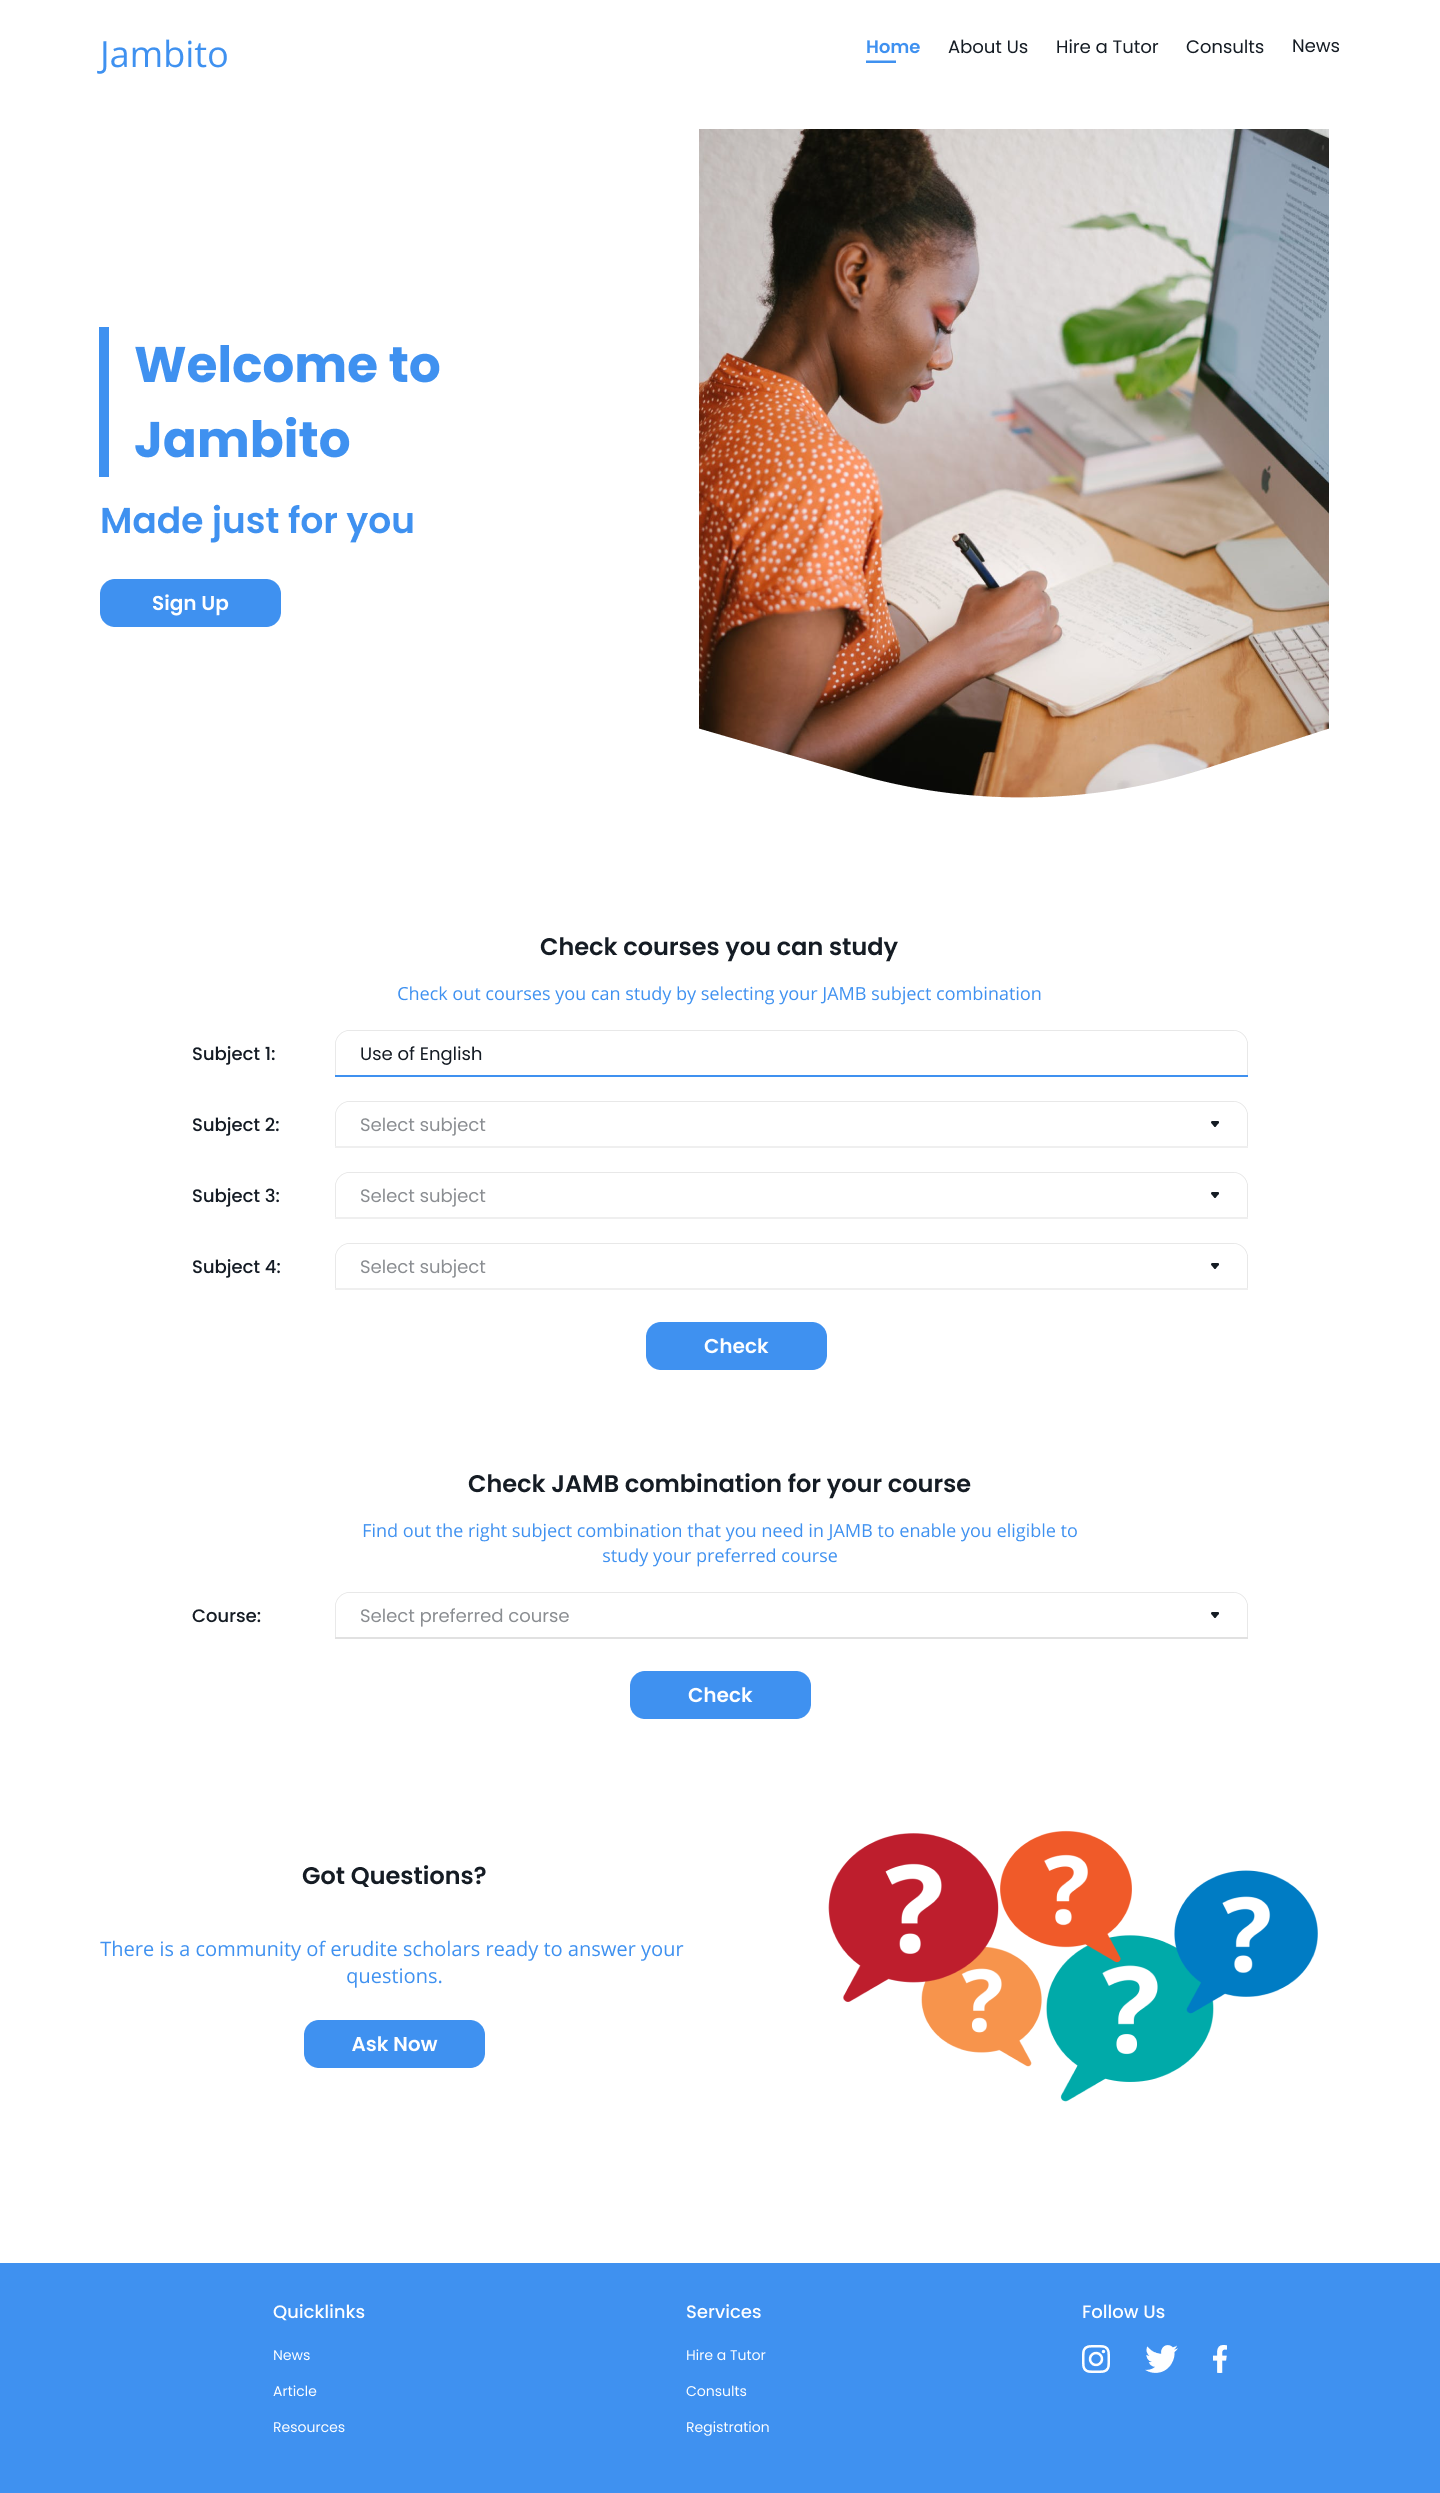 Jambito
Home About Us Hire a Tutor Consults News
Welcome to
Jambito
Made just for you
Sign Up
Check courses you can study
Check out courses you can study by selecting your JAMB subject combination
Subject 1: Use of English
Subject 2: Select subject
Subject 3: Select subject
Subject 4: Select subject
Check
Check JAMB combination for your course
Find out the right subject combination that you need in JAMB to enable you eligible to
study your preferred course
Course: Select preferred course
Check
Got Questions?
There is a community of erudite scholars ready to answer your
questions.
Ask Now
? ? ? ? ?
Quicklinks
News
Article
Resources
Services
Hire a Tutor
Consults
Registration
Follow Us